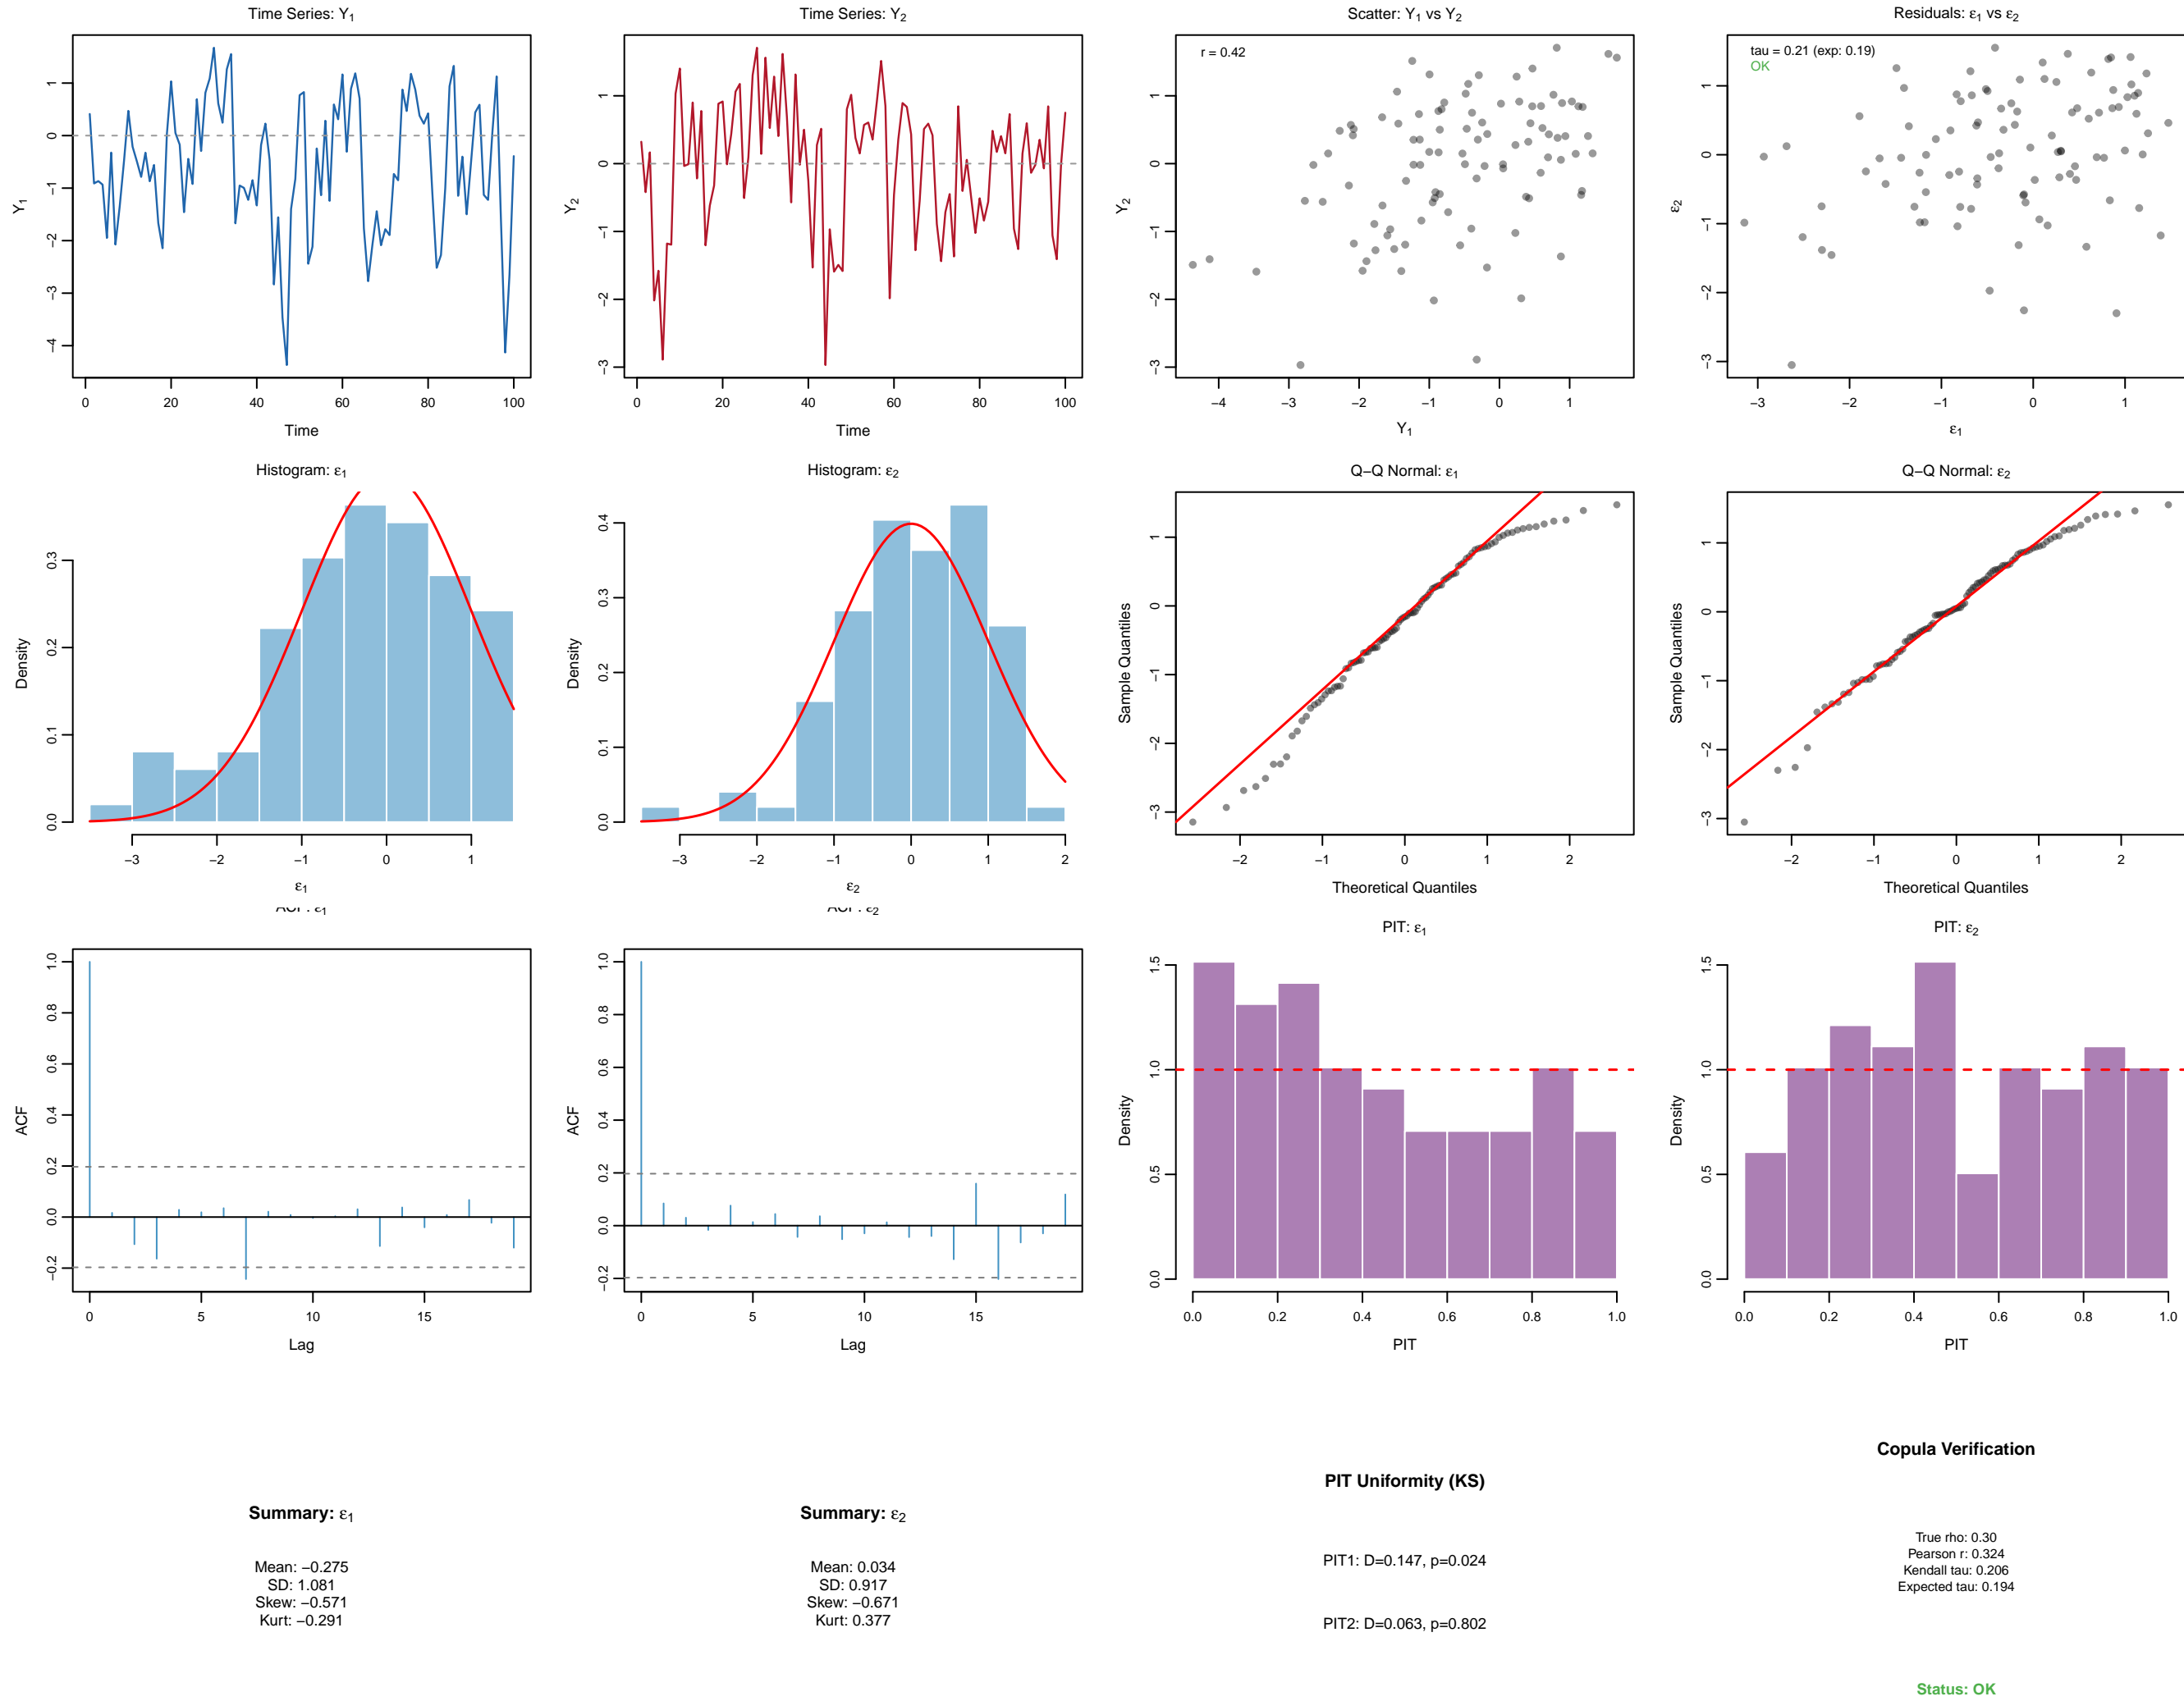 Time Series: Y1
Time Series: Y2
Scatter: Y1 vs Y2
Residuals: ε1 vs ε2
Y1
−4 −3 −2 −1 0 1
0 20 40 60 80 100
Time
Y2
−3 −2 −1 0 1
0 20 40 60 80 100
Time
r = 0.42
Y2
−3 −2 −1 0 1
−4 −3 −2 −1 0 1
Y1
tau = 0.21 (exp: 0.19)
OK
ε2
−3 −2 −1 0 1
−3 −2 −1 0 1
ε1
Histogram: ε1
Histogram: ε2
Q−Q Normal: ε1
Q−Q Normal: ε2
Density
0.0 0.1 0.2 0.3
−3 −2 −1 0 1
ε1
Density
0.0 0.1 0.2 0.3 0.4
−3 −2 −1 0 1 2
ε2
Sample Quantiles
−3 −2 −1 0 1
−2 −1 0 1 2
Theoretical Quantiles
Sample Quantiles
−3 −2 −1 0 1
−2 −1 0 1 2
Theoretical Quantiles
ACF: ε1
ACF: ε2
PIT: ε1
PIT: ε2
ACF
−0.2 0.0 0.2 0.4 0.6 0.8 1.0
0 5 10 15
Lag
ACF
−0.2 0.0 0.2 0.4 0.6 0.8 1.0
0 5 10 15
Lag
Density
0.0 0.5 1.0 1.5
0.0 0.2 0.4 0.6 0.8 1.0
PIT
Density
0.0 0.5 1.0 1.5
0.0 0.2 0.4 0.6 0.8 1.0
PIT
Summary: ε1
Mean: −0.275
SD: 1.081
Skew: −0.571
Kurt: −0.291
Summary: ε2
Mean: 0.034
SD: 0.917
Skew: −0.671
Kurt: 0.377
PIT Uniformity (KS)
PIT1: D=0.147, p=0.024
PIT2: D=0.063, p=0.802
Copula Verification
True rho: 0.30
Pearson r: 0.324
Kendall tau: 0.206
Expected tau: 0.194
Status: OK